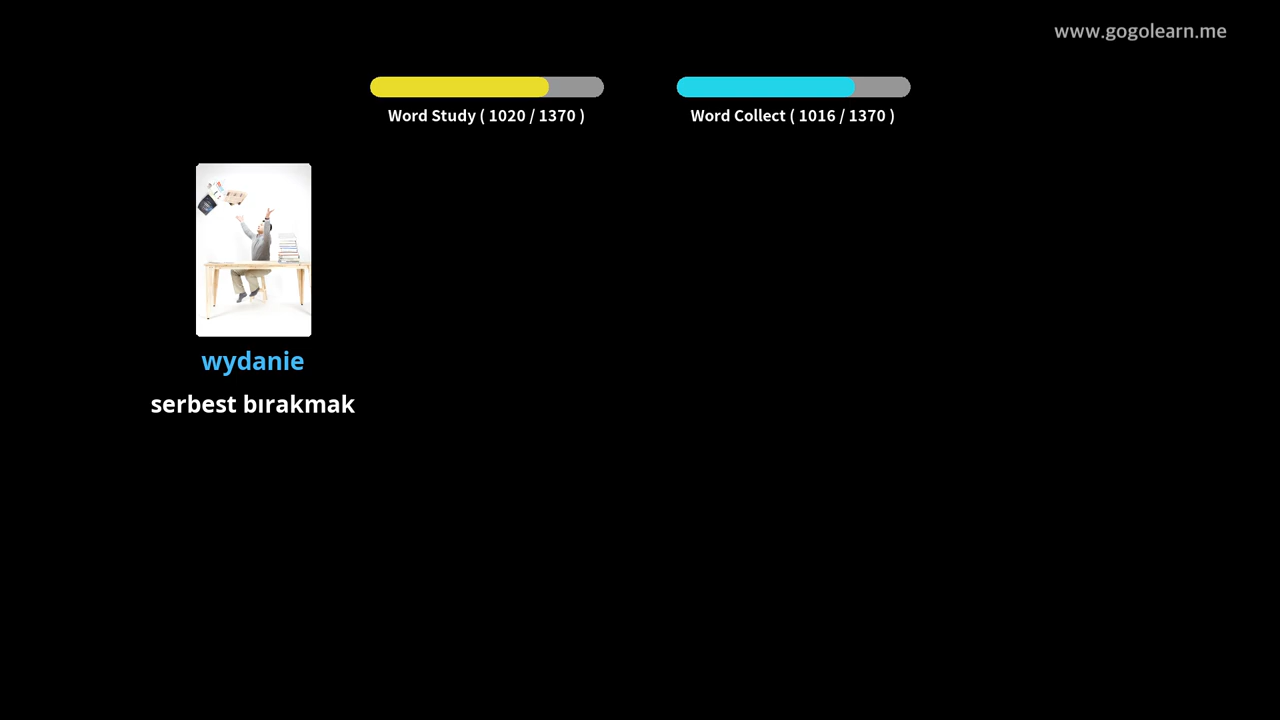 www.gogolearn.me
Word Study ( 1020 / 1370 )
Word Collect ( 1016 / 1370 )
wydanie
serbest bırakmak